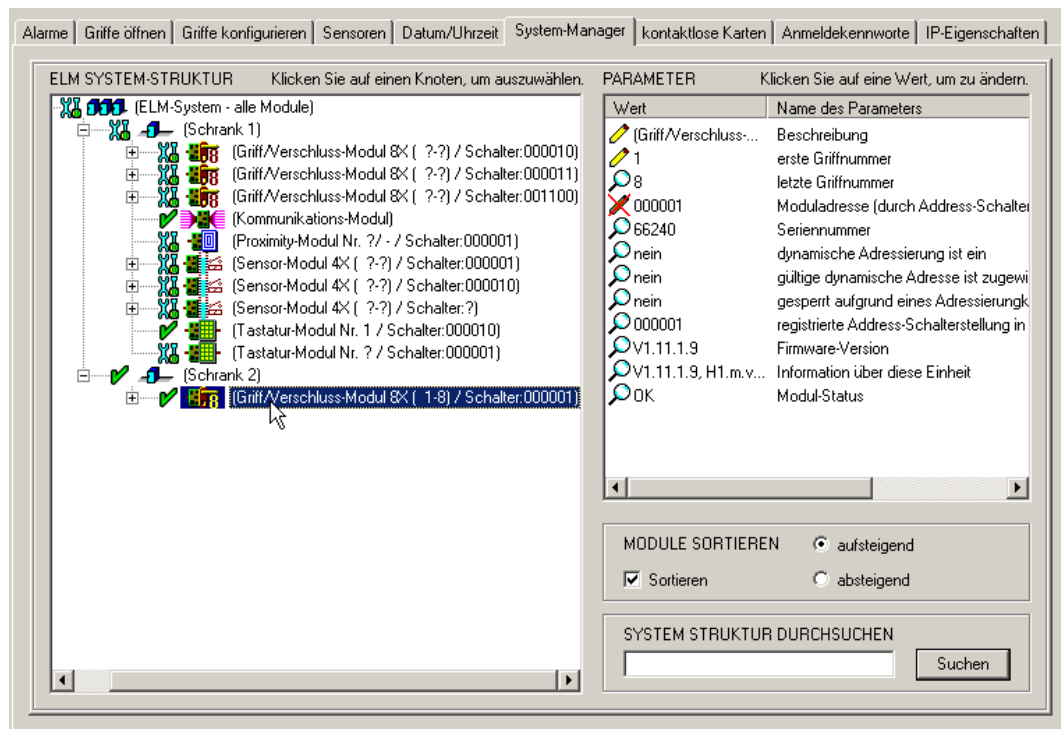 Alarme Griffe öffnen Griffe konfigurieren Sensoren Datum/Uhrzeit System-Manager kontaktlose Karten Anmeldekennworte IP-Eigenschaften
ELM SYSTEM-STRUKTUR Klicken Sie auf einen Knoten, um auszuwählen.
(ELM-System - alle Module)
(Schrank 1)
(Griff/Verschluss-Modul 8X ( ?-?) / Schalter:000010)
(Griff/Verschluss-Modul 8X ( ?-?) / Schalter:000011)
(Griff/Verschluss-Modul 8X ( ?-?) / Schalter:001100)
(Kommunikations-Modul)
(Proximity-Modul Nr. ?/ - / Schalter:000001)
(Sensor-Modul 4X ( ?-?) / Schalter:000001)
(Sensor-Modul 4X ( ?-?) / Schalter:000010)
(Sensor-Modul 4X ( ?-?) / Schalter:?)
(Tastatur-Modul Nr. 1 / Schalter:000010)
(Tastatur-Modul Nr. ? / Schalter:000001)
(Schrank 2)
(Griff/Verschluss-Modul 8X ( 1-8) / Schalter:000001)
PARAMETER Klicken Sie auf eine Wert, um zu ändern.
Wert Name des Parameters
(Griff/Verschluss-... Beschreibung
1 erste Griffnummer
8 letzte Griffnummer
000001 Moduladresse (durch Address-Schalter
66240 Seriennummer
nein dynamische Adressierung ist ein
nein gültige dynamische Adresse ist zugewi
nein gesperrt aufgrund eines Adressierungk
000001 registrierte Address-Schalterstellung in
V1.11.1.9 Firmware-Version
V1.11.1.9, H1.m.v... Information über diese Einheit
OK Modul-Status
MODULE SORTIEREN aufsteigend
Sortieren absteigend
SYSTEM STRUKTUR DURCHSUCHEN
Suchen